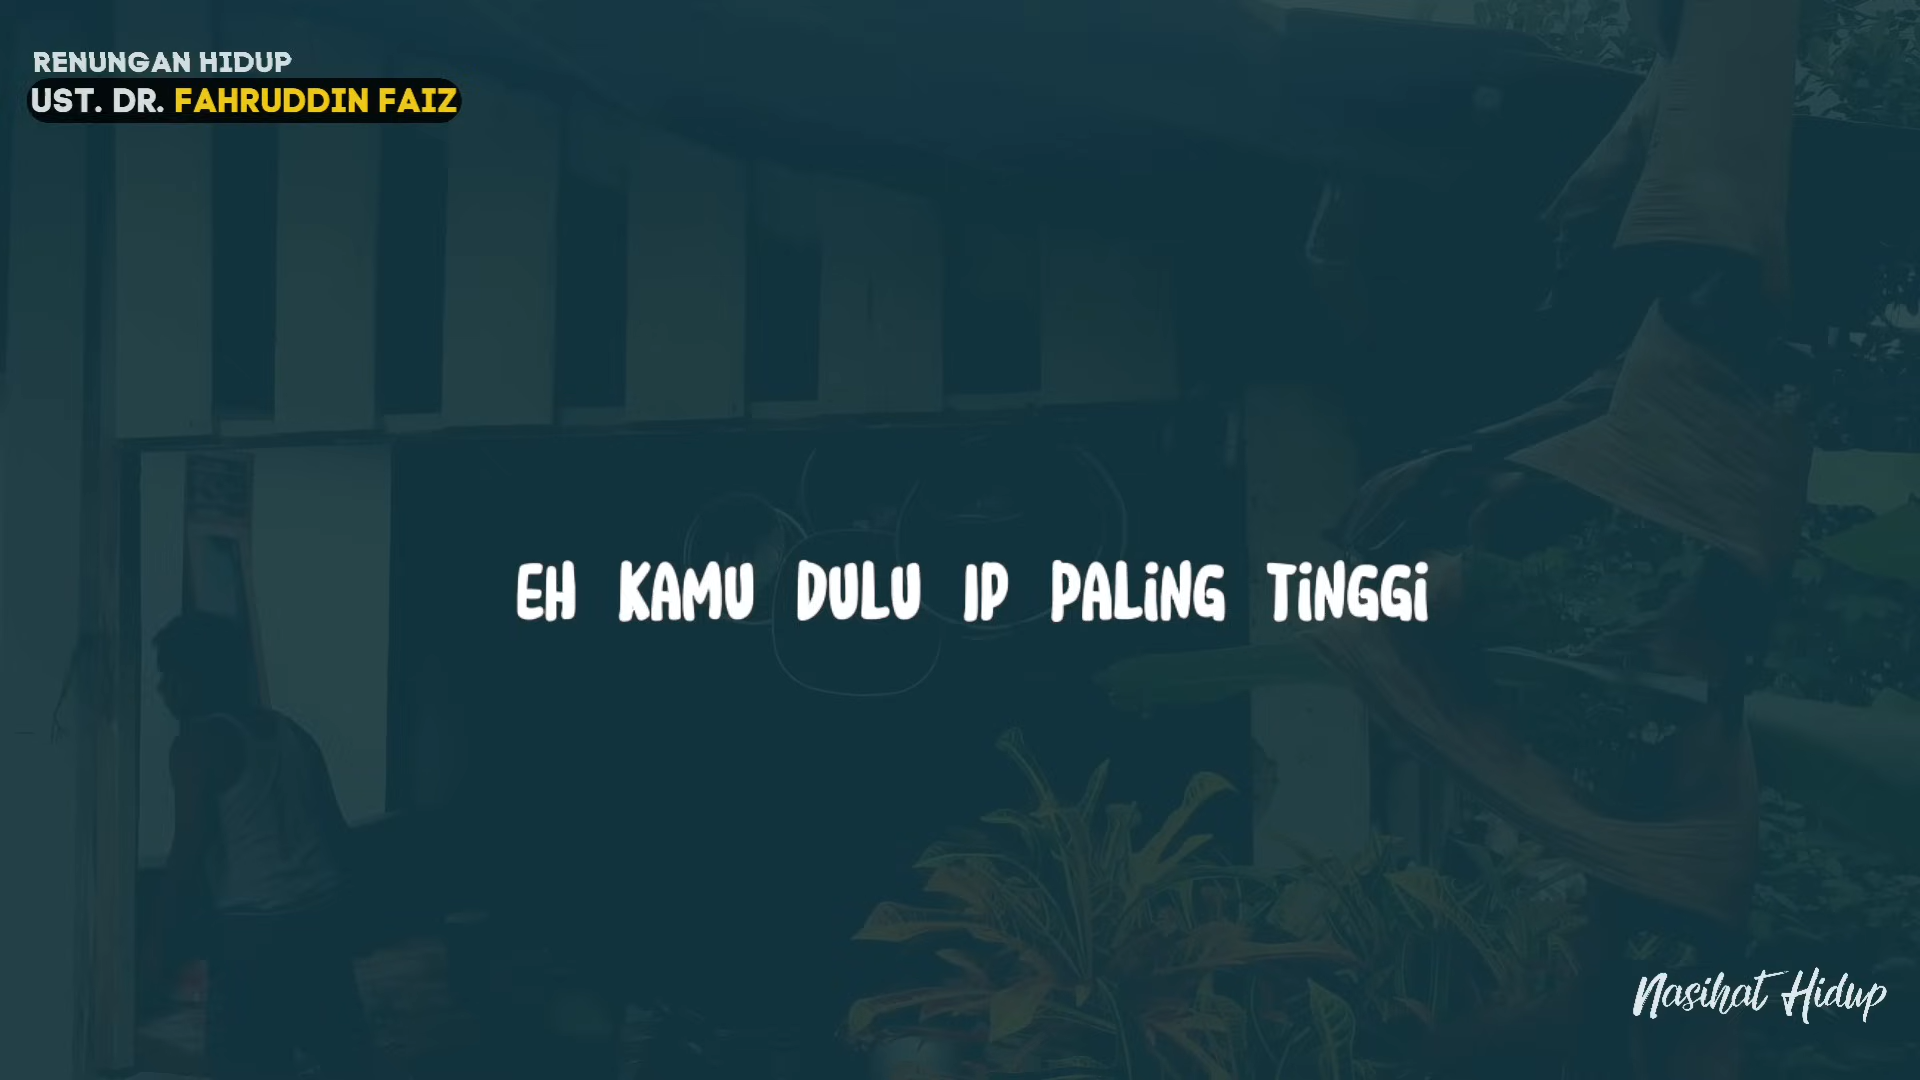 RENUNGAN HIDUP
UST. DR. FAHRUDDIN FAIZ
EH KAMU DULU IP PALING TINGGI
Nasihat Hidup